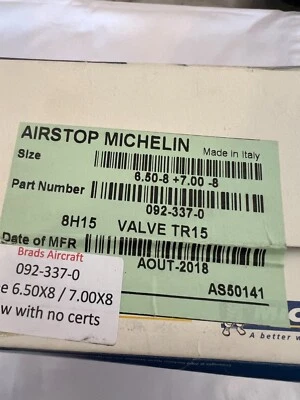 AIRSTOP MICHELIN
Made in Italy
Size
6.50-8 +7.00 -8
Part Number
092-337-0
8H15 VALVE TR15
Date of MFR
AOUT-2018
AS50141
Brads Aircraft
092-337-0
6.50X8 / 7.00X8
with no certs
A better